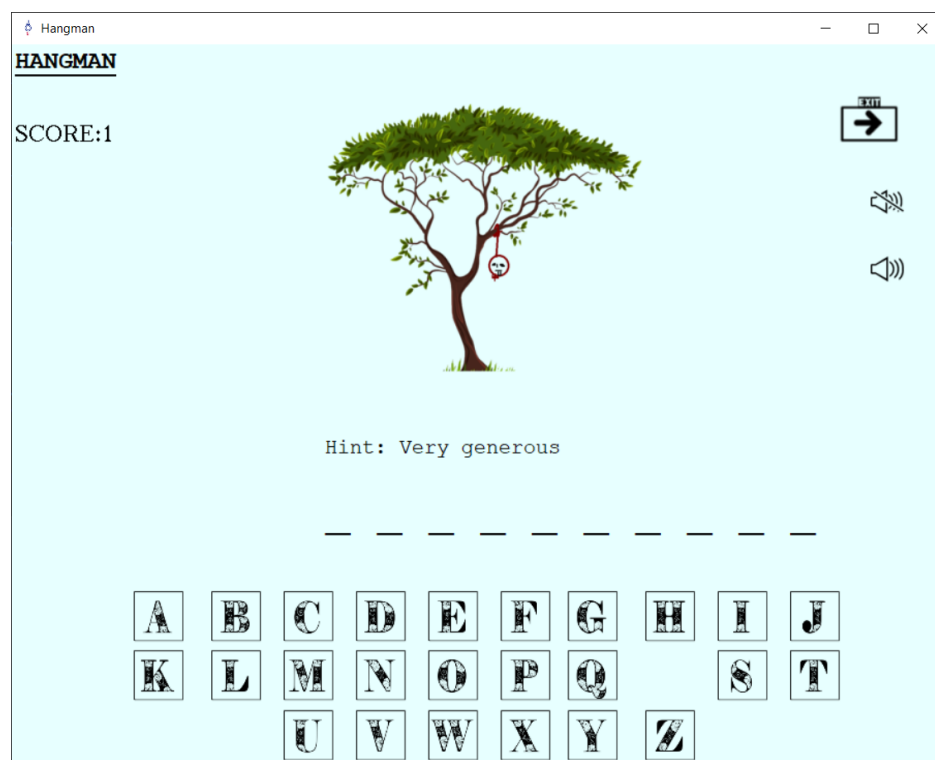 Hangman
HANGMAN
EXIT
SCORE:1
Hint: Very generous
A B C D E F G H I J
K L M N O P Q S T
U V W X Y Z